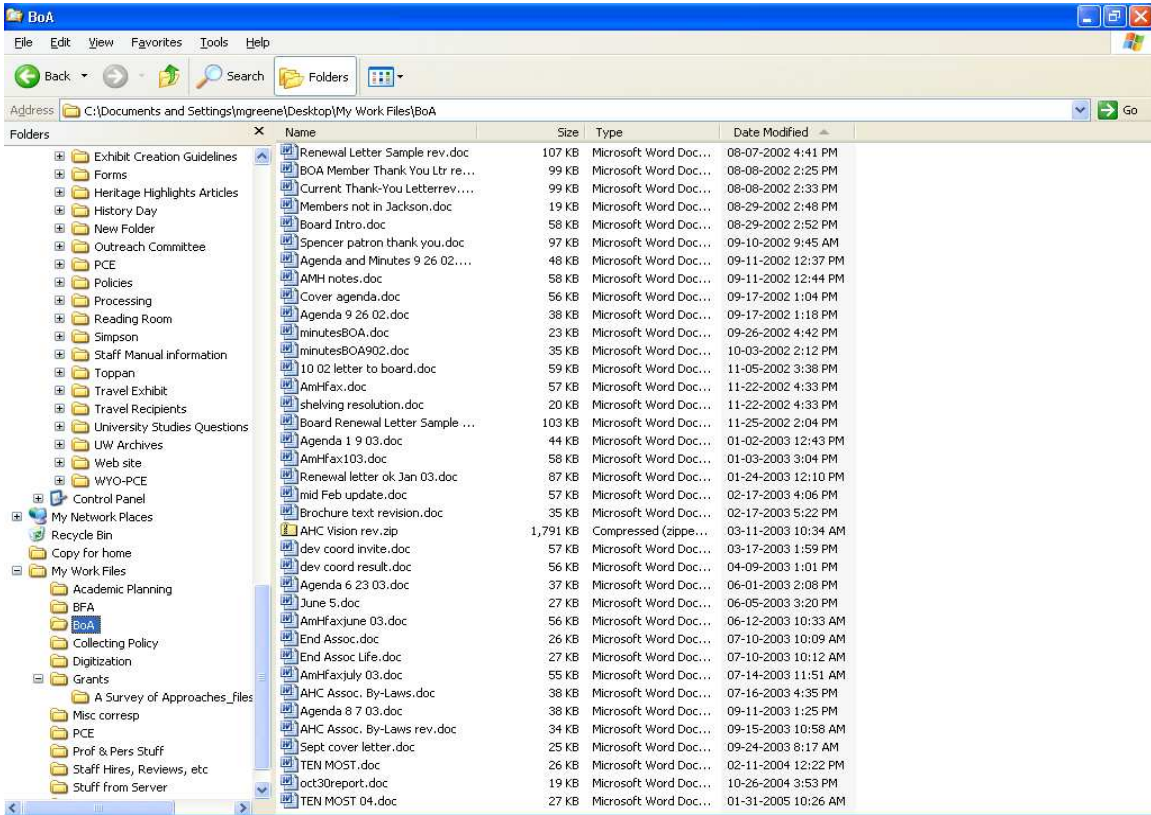 BoA
File Edit View Favorites Tools Help
Back Search Folders
Address C:\Documents and Settings\mgreene\Desktop\My Work Files\BoA Go
Folders
Exhibit Creation Guidelines
Forms
Heritage Highlights Articles
History Day
New Folder
Outreach Committee
PCE
Policies
Processing
Reading Room
Simpson
Staff Manual information
Toppan
Travel Exhibit
Travel Recipients
University Studies Questions
UW Archives
Web site
WYO-PCE
Control Panel
My Network Places
Recycle Bin
Copy for home
My Work Files
Academic Planning
BFA
BoA
Collecting Policy
Digitization
Grants
A Survey of Approaches_files
Misc corresp
PCE
Prof & Pers Stuff
Staff Hires, Reviews, etc
Stuff from Server
Name Size Type Date Modified
Renewal Letter Sample rev.doc 107 KB Microsoft Word Doc... 08-07-2002 4:41 PM
BOA Member Thank You Ltr re... 99 KB Microsoft Word Doc... 08-08-2002 2:25 PM
Current Thank-You Letterrev.... 99 KB Microsoft Word Doc... 08-08-2002 2:33 PM
Members not in Jackson.doc 19 KB Microsoft Word Doc... 08-29-2002 2:48 PM
Board Intro.doc 58 KB Microsoft Word Doc... 08-29-2002 2:52 PM
Spencer patron thank you.doc 97 KB Microsoft Word Doc... 09-10-2002 9:45 AM
Agenda and Minutes 9 26 02.... 48 KB Microsoft Word Doc... 09-11-2002 12:37 PM
AMH notes.doc 58 KB Microsoft Word Doc... 09-11-2002 12:44 PM
Cover agenda.doc 56 KB Microsoft Word Doc... 09-17-2002 1:04 PM
Agenda 9 26 02.doc 38 KB Microsoft Word Doc... 09-17-2002 1:18 PM
minutesBOA.doc 23 KB Microsoft Word Doc... 09-26-2002 4:42 PM
minutesBOA902.doc 35 KB Microsoft Word Doc... 10-03-2002 2:12 PM
10 02 letter to board.doc 59 KB Microsoft Word Doc... 11-05-2002 3:38 PM
AmHfax.doc 57 KB Microsoft Word Doc... 11-22-2002 4:33 PM
shelving resolution.doc 20 KB Microsoft Word Doc... 11-22-2002 4:33 PM
Board Renewal Letter Sample ... 103 KB Microsoft Word Doc... 11-25-2002 2:04 PM
Agenda 1 9 03.doc 44 KB Microsoft Word Doc... 01-02-2003 12:43 PM
AmHfax103.doc 58 KB Microsoft Word Doc... 01-03-2003 3:04 PM
Renewal letter ok Jan 03.doc 87 KB Microsoft Word Doc... 01-24-2003 12:10 PM
mid Feb update.doc 57 KB Microsoft Word Doc... 02-17-2003 4:06 PM
Brochure text revision.doc 35 KB Microsoft Word Doc... 02-17-2003 5:22 PM
AHC Vision rev.zip 1,791 KB Compressed (zippe... 03-11-2003 10:34 AM
dev coord invite.doc 57 KB Microsoft Word Doc... 03-17-2003 1:59 PM
dev coord result.doc 56 KB Microsoft Word Doc... 04-09-2003 1:01 PM
Agenda 6 23 03.doc 37 KB Microsoft Word Doc... 06-01-2003 2:08 PM
June 5.doc 27 KB Microsoft Word Doc... 06-05-2003 3:20 PM
AmHfaxjune 03.doc 56 KB Microsoft Word Doc... 06-12-2003 10:33 AM
End Assoc.doc 26 KB Microsoft Word Doc... 07-10-2003 10:09 AM
End Assoc Life.doc 27 KB Microsoft Word Doc... 07-10-2003 10:12 AM
AmHfaxjuly 03.doc 55 KB Microsoft Word Doc... 07-14-2003 11:51 AM
AHC Assoc. By-Laws.doc 38 KB Microsoft Word Doc... 07-16-2003 4:35 PM
Agenda 8 7 03.doc 38 KB Microsoft Word Doc... 09-11-2003 1:25 PM
AHC Assoc. By-Laws rev.doc 34 KB Microsoft Word Doc... 09-15-2003 10:58 AM
Sept cover letter.doc 25 KB Microsoft Word Doc... 09-24-2003 8:17 AM
TEN MOST.doc 26 KB Microsoft Word Doc... 02-11-2004 12:22 PM
oct30report.doc 19 KB Microsoft Word Doc... 10-26-2004 3:53 PM
TEN MOST 04.doc 27 KB Microsoft Word Doc... 01-31-2005 10:26 AM